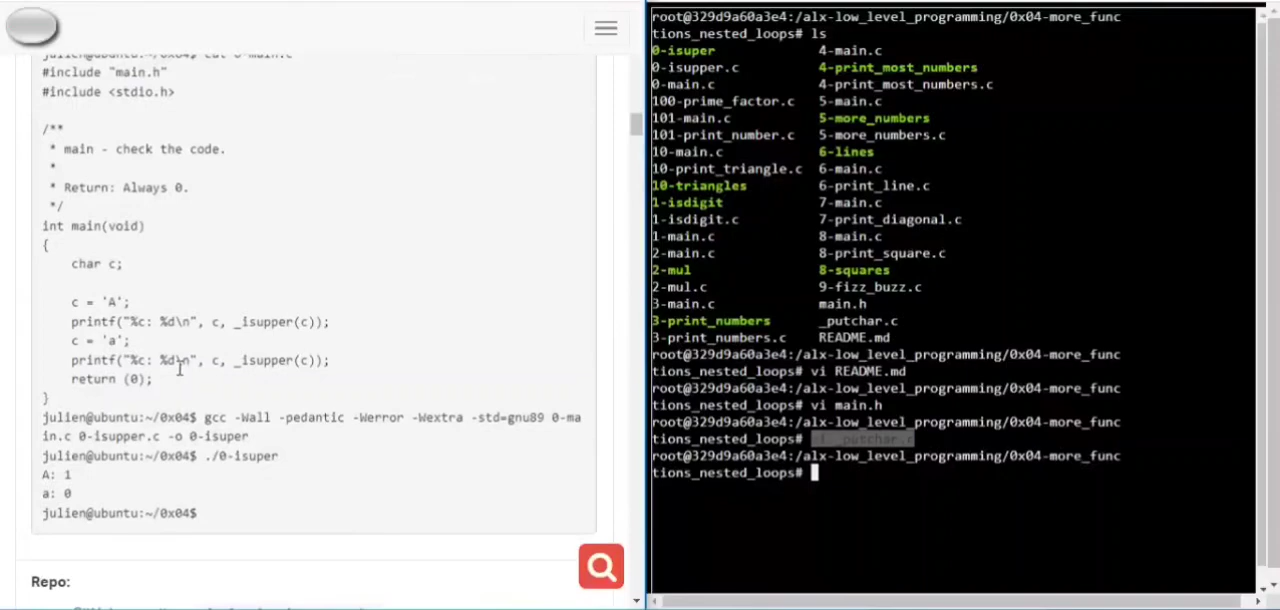 julien@ubuntu:~/0x04$ cat 0-main.c
#include "main.h"
#include <stdio.h>
/**
* main - check the code.
*
* Return: Always 0.
*/
int main(void)
{
char c;
c = 'A';
printf("%c: %d\n", c, _isupper(c));
c = 'a';
printf("%c: %d\n", c, _isupper(c));
return (0);
}
julien@ubuntu:~/0x04$ gcc -Wall -pedantic -Werror -Wextra -std=gnu89 0-ma
in.c 0-isupper.c -o 0-isuper
julien@ubuntu:~/0x04$ ./0-isuper
A: 1
a: 0
julien@ubuntu:~/0x04$
Repo:
root@329d9a60a3e4:/alx-low_level_programming/0x04-more_func
tions_nested_loops# ls
0-isuper 4-main.c
0-isupper.c 4-print_most_numbers
0-main.c 4-print_most_numbers.c
100-prime_factor.c 5-main.c
101-main.c 5-more_numbers
101-print_number.c 5-more_numbers.c
10-main.c 6-lines
10-print_triangle.c 6-main.c
10-triangles 6-print_line.c
1-isdigit 7-main.c
1-isdigit.c 7-print_diagonal.c
1-main.c 8-main.c
2-main.c 8-print_square.c
2-mul 8-squares
2-mul.c 9-fizz_buzz.c
3-main.c main.h
3-print_numbers _putchar.c
3-print_numbers.c README.md
root@329d9a60a3e4:/alx-low_level_programming/0x04-more_func
tions_nested_loops# vi README.md
root@329d9a60a3e4:/alx-low_level_programming/0x04-more_func
tions_nested_loops# vi main.h
root@329d9a60a3e4:/alx-low_level_programming/0x04-more_func
tions_nested_loops# vi _putchar.c
root@329d9a60a3e4:/alx-low_level_programming/0x04-more_func
tions_nested_loops#